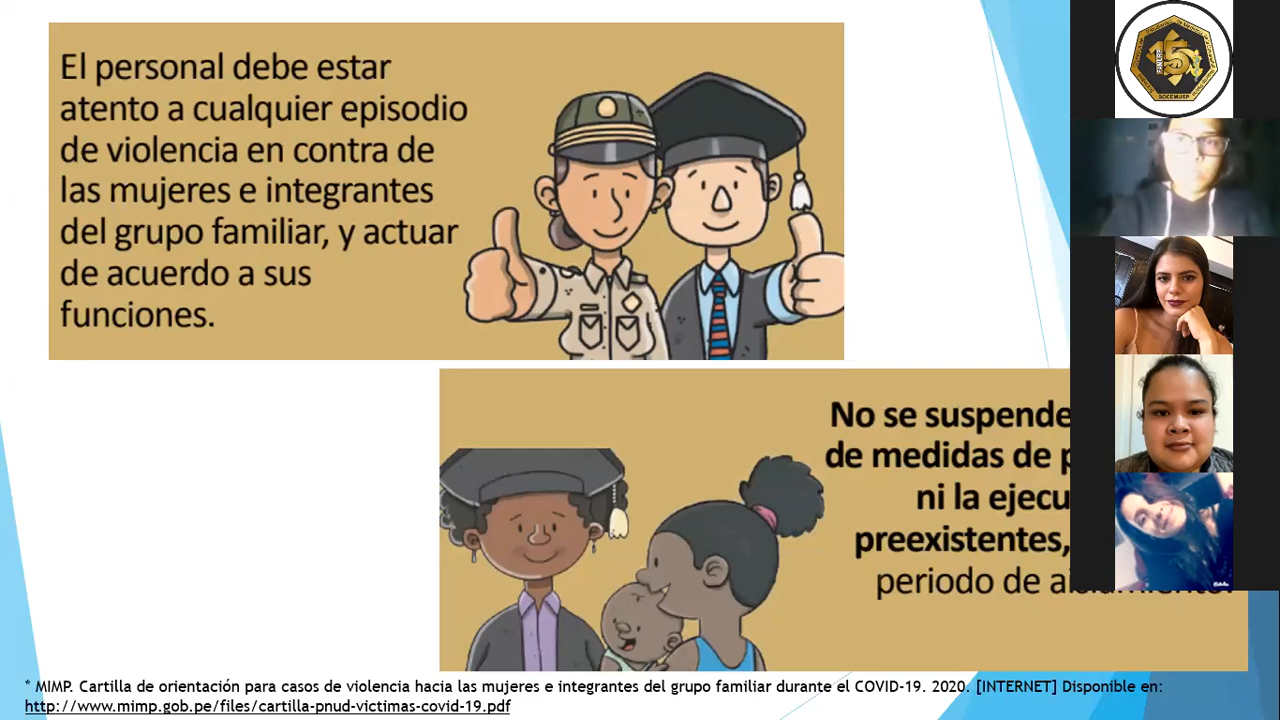 El personal debe estar
atento a cualquier episodio
de violencia en contra de
las mujeres e integrantes
del grupo familiar, y actuar
de acuerdo a sus
funciones.
No se suspende
de medidas de
ni la
preexistentes,
periodo de
* MIMP. Cartilla de orientación para casos de violencia hacia las mujeres e integrantes del grupo familiar durante el COVID-19. 2020. [INTERNET] Disponible en:
http://www.mimp.gob.pe/files/cartilla-pnud-victimas-covid-19.pdf
15
SOCEMURP